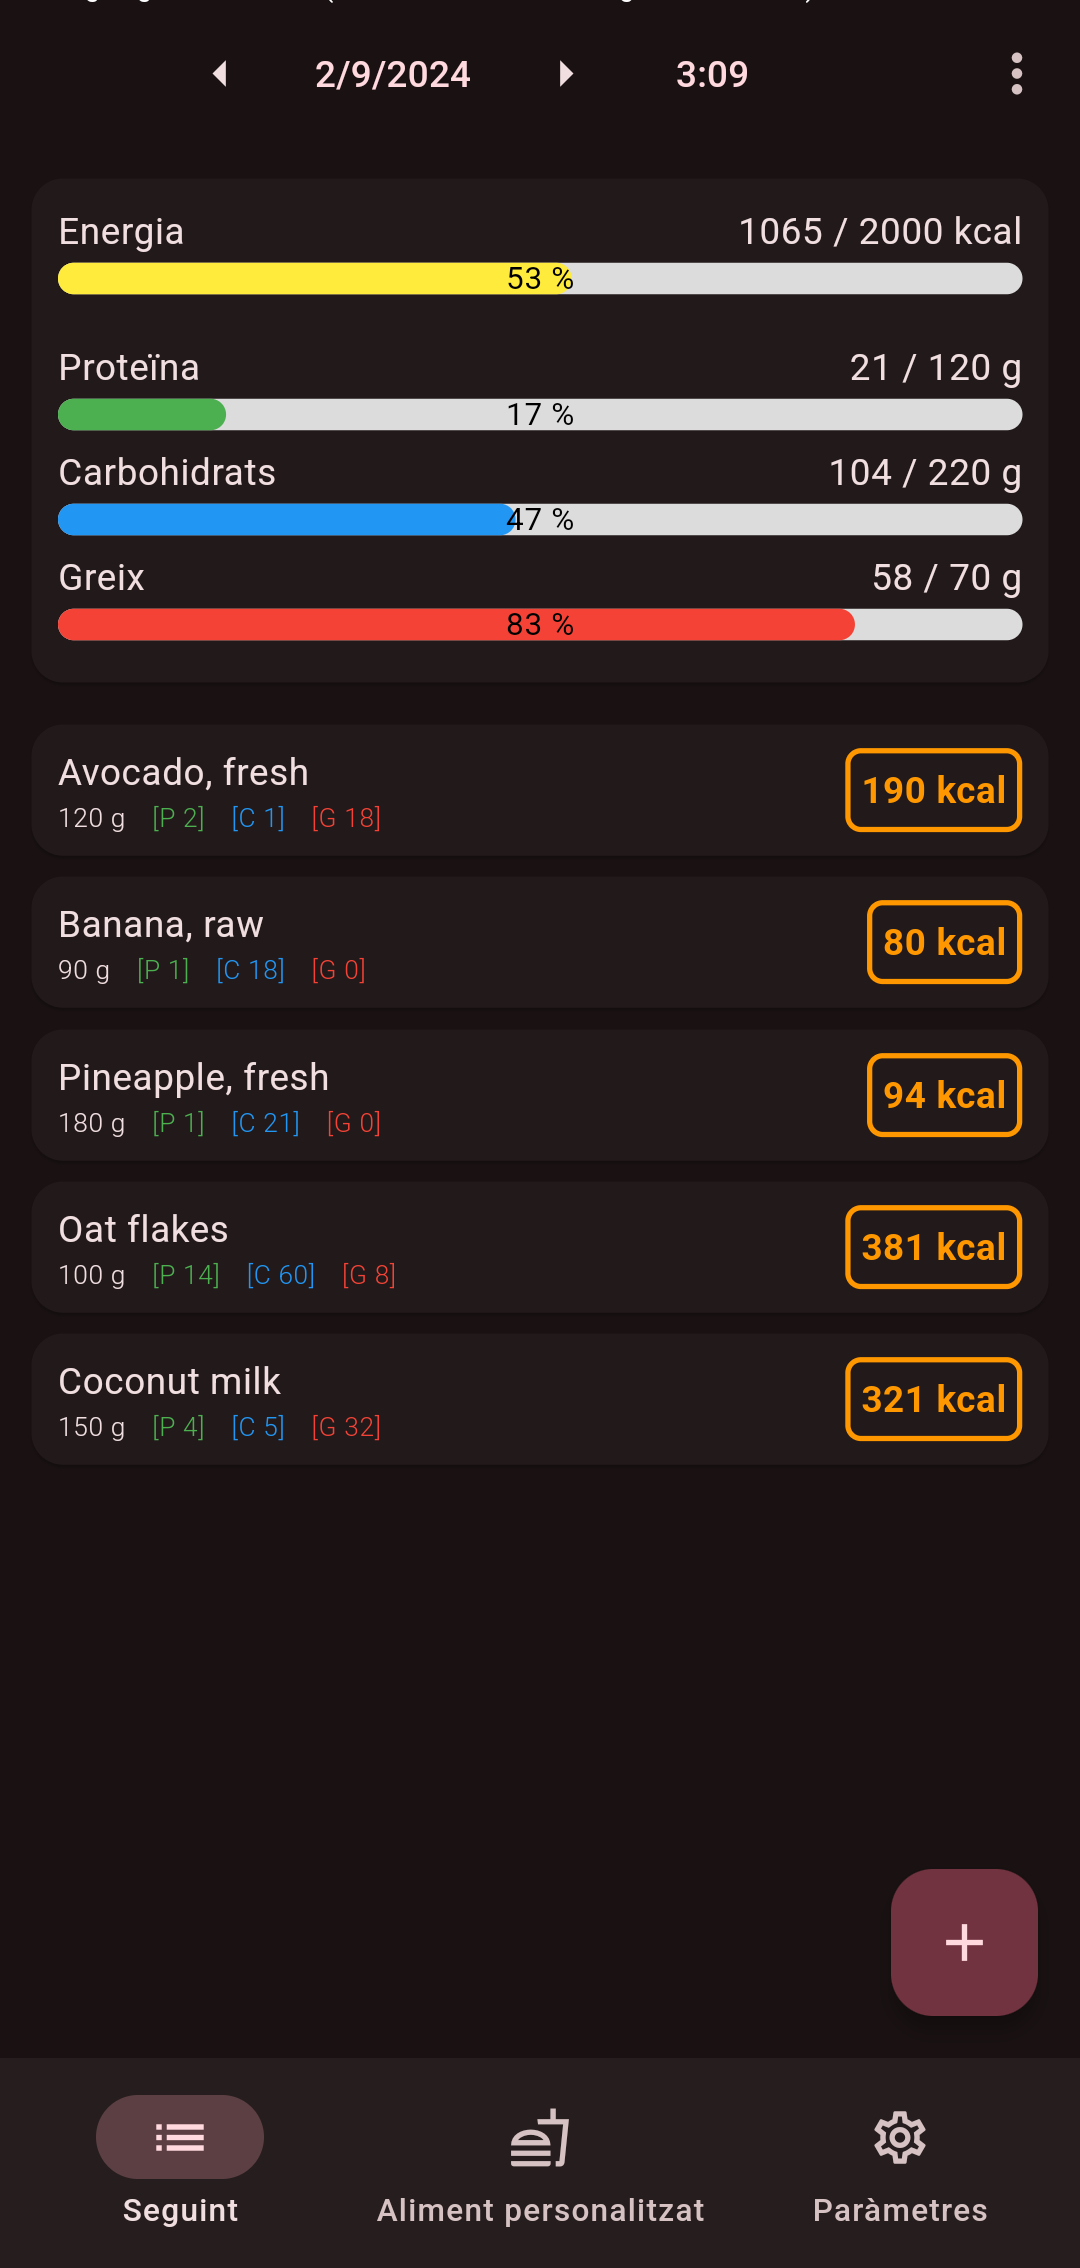 2/9/2024 3:09
Energia 1065 / 2000 kcal
53 %
Proteïna 21 / 120 g
17 %
Carbohidrats 104 / 220 g
47 %
Greix 58 / 70 g
83 %
Avocado, fresh
120 g [P 2] [C 1] [G 18]
190 kcal
Banana, raw
90 g [P 1] [C 18] [G 0]
80 kcal
Pineapple, fresh
180 g [P 1] [C 21] [G 0]
94 kcal
Oat flakes
100 g [P 14] [C 60] [G 8]
381 kcal
Coconut milk
150 g [P 4] [C 5] [G 32]
321 kcal
Seguint Aliment personalitzat Paràmetres